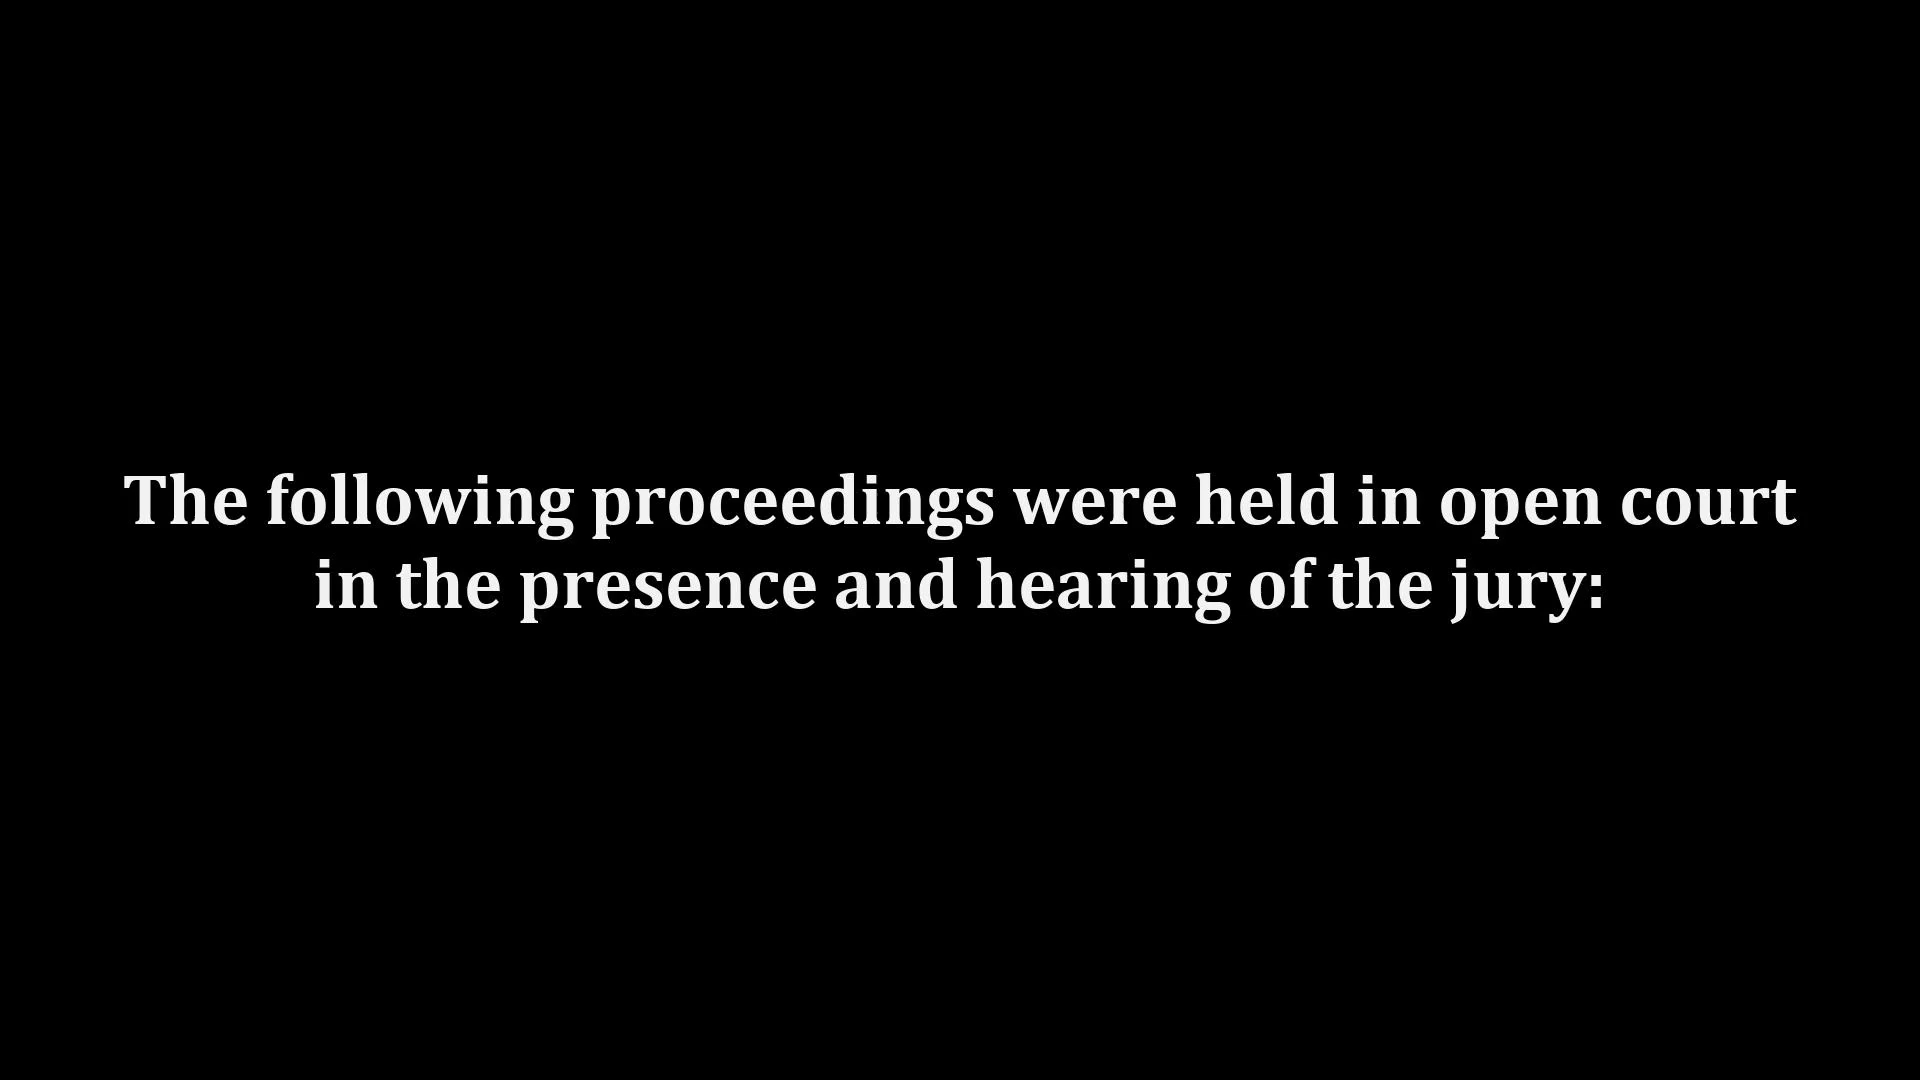 The following proceedings were held in open court
in the presence and hearing of the jury: